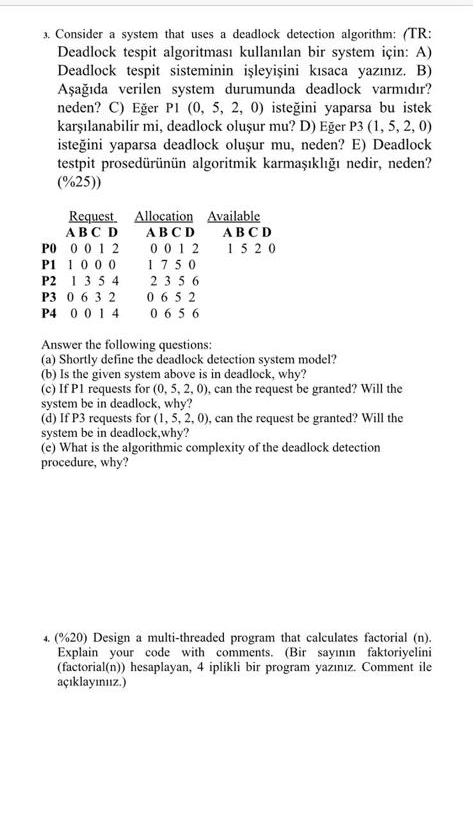 3. Consider a system that uses a deadlock detection algorithm: (TR:
Deadlock tespit algoritması kullanılan bir system için: A)
Deadlock tespit sisteminin işleyişini kısaca yazınız. B)
Aşağıda verilen system durumunda deadlock varmıdır?
neden? C) Eğer P1 (0, 5, 2, 0) isteğini yaparsa bu istek
karşılanabilir mi, deadlock oluşur mu? D) Eğer P3 (1, 5, 2, 0)
isteğini yaparsa deadlock oluşur mu, neden? E) Deadlock
testpit prosedürünün algoritmik karmaşıklığı nedir, neden?
(%25))
Request Allocation Available
A B C D A B C D A B C D
P0 0 0 1 2 0 0 1 2 1 5 2 0
P1 1 0 0 0 1 7 5 0
P2 1 3 5 4 2 3 5 6
P3 0 6 3 2 0 6 5 2
P4 0 0 1 4 0 6 5 6
Answer the following questions:
(a) Shortly define the deadlock detection system model?
(b) Is the given system above is in deadlock, why?
(c) If P1 requests for (0, 5, 2, 0), can the request be granted? Will the
system be in deadlock, why?
(d) If P3 requests for (1, 5, 2, 0), can the request be granted? Will the
system be in deadlock,why?
(e) What is the algorithmic complexity of the deadlock detection
procedure, why?
4. (%20) Design a multi-threaded program that calculates factorial (n).
Explain your code with comments. (Bir sayının faktoriyelini
(factorial(n)) hesaplayan, 4 iplikli bir program yazınız. Comment ile
açıklayınıız.)